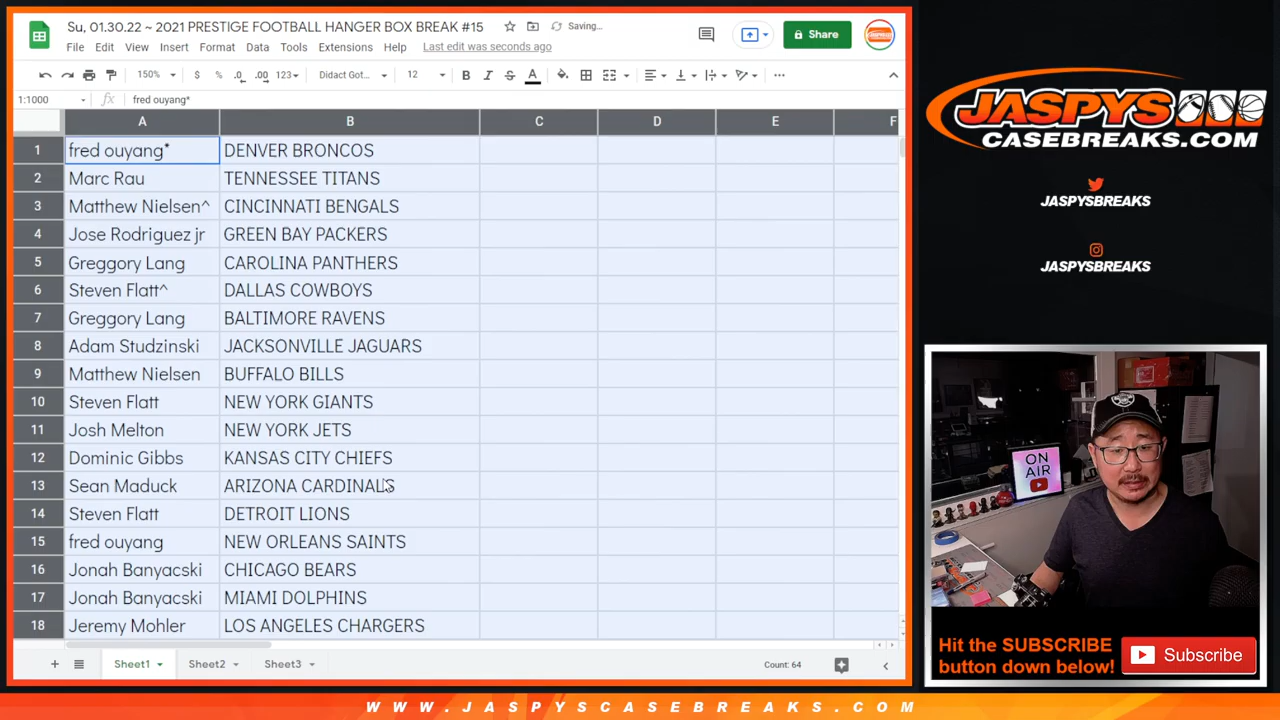 Su, 01.30.22 ~ 2021 PRESTIGE FOOTBALL HANGER BOX BREAK #15
Saving...
File Edit View Insert Format Data Tools Extensions Help Last edit was seconds ago
Share
150% $ % .0 .00 123 Didact Got... 12 B I S A
1:1000 fx fred ouyang*
A B C D E F
1 fred ouyang* DENVER BRONCOS
2 Marc Rau TENNESSEE TITANS
3 Matthew Nielsen^ CINCINNATI BENGALS
4 Jose Rodriguez jr GREEN BAY PACKERS
5 Greggory Lang CAROLINA PANTHERS
6 Steven Flatt^ DALLAS COWBOYS
7 Greggory Lang BALTIMORE RAVENS
8 Adam Studzinski JACKSONVILLE JAGUARS
9 Matthew Nielsen BUFFALO BILLS
10 Steven Flatt NEW YORK GIANTS
11 Josh Melton NEW YORK JETS
12 Dominic Gibbs KANSAS CITY CHIEFS
13 Sean Maduck ARIZONA CARDINALS
14 Steven Flatt DETROIT LIONS
15 fred ouyang NEW ORLEANS SAINTS
16 Jonah Banyacski CHICAGO BEARS
17 Jonah Banyacski MIAMI DOLPHINS
18 Jeremy Mohler LOS ANGELES CHARGERS
Sheet1 Sheet2 Sheet3 Count: 64
JASPYS
CASEBREAKS.COM
JASPYSBREAKS
JASPYSBREAKS
ON
AIR
Hit the SUBSCRIBE
button down below!
Subscribe
WWW.JASPYSCASEBREAKS.COM